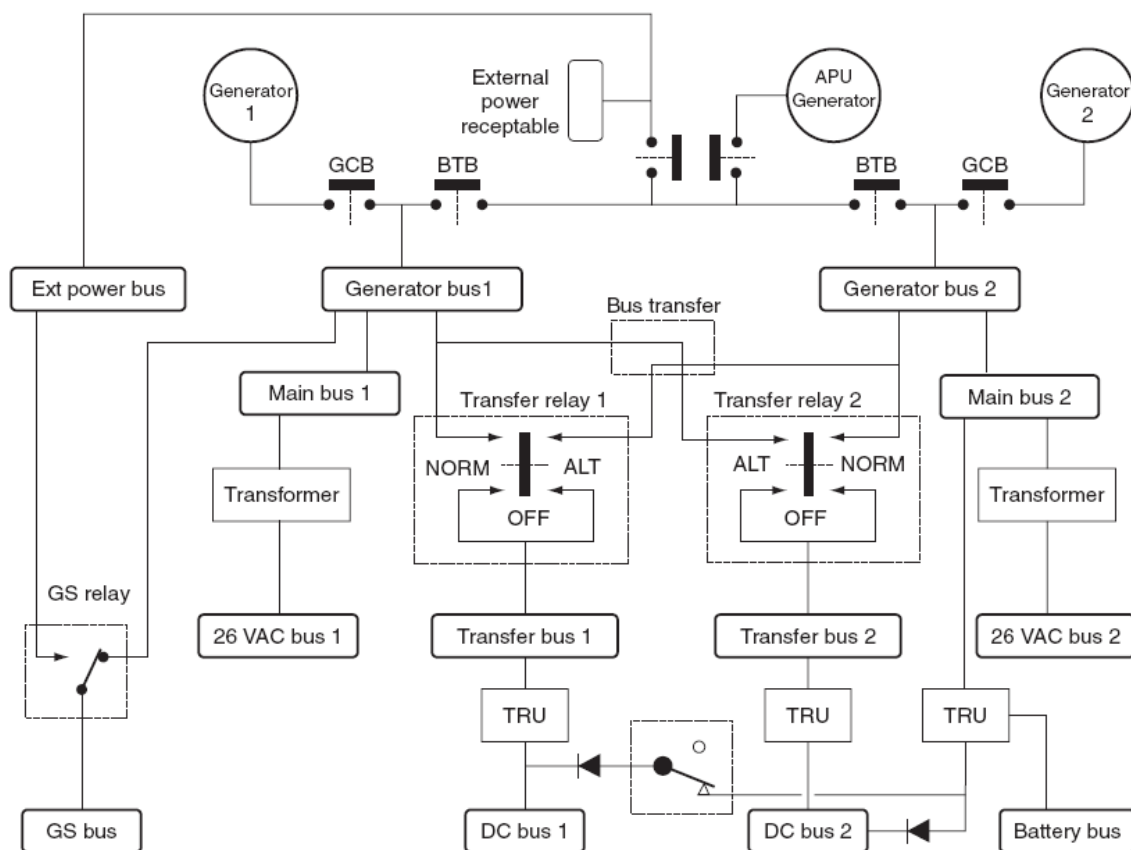 Generator
1
External
power
receptable
APU
Generator
Generator
2
GCB
BTB
BTB
GCB
Ext power bus
Generator bus1
Generator bus 2
Bus transfer
Main bus 1
Transfer relay 1
Transfer relay 2
Main bus 2
Transformer
NORM
ALT
OFF
ALT
NORM
OFF
Transformer
GS relay
26 VAC bus 1
Transfer bus 1
Transfer bus 2
26 VAC bus 2
TRU
TRU
TRU
GS bus
DC bus 1
DC bus 2
Battery bus